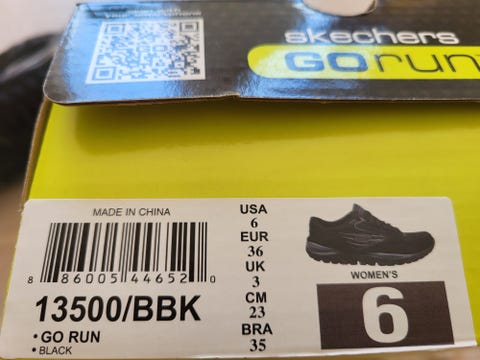 skechers
GOrun
MADE IN CHINA
8 86005 44652 0
13500/BBK
• GO RUN
• BLACK
USA
6
EUR
36
UK
3
CM
23
BRA
35
WOMEN'S
6